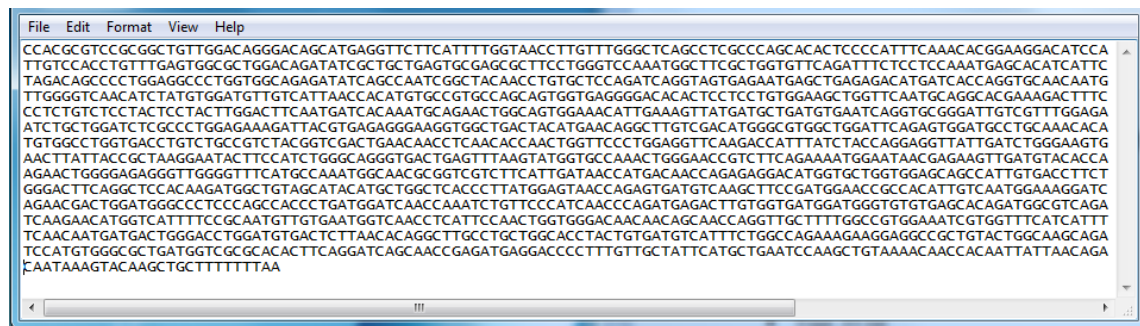 File Edit Format View Help
CCACGCGTCCGCGGCTGTTGGACAGGGACAGCATGAGGTTCTTCATTTTTGGTAACCTTGTTTGGGCTCAGCCTCGCCCAGCACACTCCCCATTTCAAACACGGAAGGACATCCA
TTGTCCACCTGTTTGAGTGGCGCTGGACAGATATCGCTGCTGAGTGCGAGCGCTTCCTGGGTCCAAATGGCTTCGCTGGTGTTCAGATTTCTCCTCCAAATGAGCACATCATTC
TAGACAGCCCCTGGAGGCCCTGGTGGCAGAGATATCAGCCAATCGGCTACAACCTGTGCTCCAGATCAGGTAGTGAGAATGAGCTGAGAGACATGATCACCAGGTGCAACAATG
TTGGGGTCAACATCTATGTGGATGTTGTCATTAACCACATGTGCCGTGCCAGCAGTGGTGAGGGGACACACTCCTCCTGTGGAAGCTGGTTCAATGCAGGCACGAAAGACTTTC
CCTCTGTCTCCTACTCCTACTTGGACTTCAATGATCACAAATGCAGAACTGGCAGTGGAAACATTGAAAGTTATGATGCTGATGTGAATCAGGTGCGGGATTGTCGTTTGGAGA
ATCTGCTGGATCTCGCCCTGGAGAAAGATTACGTGAGAGGGAAGGTGGCTGACTACATGAACAGGCTTGTCGACATGGGCGTGGCTGGATTCAGAGTGGATGCCTGCAAACACA
TGTGGCCTGGTGACCTGTCTGCCGTCTACGGTCGACTGAACAACCTCAACACCAACTGGTTCCCTGGAGGTTCAAGACCATTTATCTACCAGGAGGTTATTGATCTGGGAAGTG
AACTTATTACCGCTAAGGAATACTTCCATCTGGGCAGGGTGACTGAGTTTAAGTATGGTGCCAAACTGGGAACCGTCTTCAGAAAATGGAATAACGAGAAGTTGATGTACACCA
AGAACTGGGGAGAGGGTTGGGGTTTCATGCCAAATGGCAACGCGGTCGTCTTCATTGATAACCATGACAACCAGAGAGGACATGGTGCTGGTGGAGCAGCCATTGTGACCTTCT
GGGACTTCAGGCTCCACAAGATGGCTGTAGCATACATGCTGGCTCACCCTTATGGAGTAACCAGAGTGATGTCAAGCTTCCGATGGAACCGCCACATTGTCAATGGAAAGGATC
AGAACGACTGGATGGGCCCTCCCAGCCACCCTGATGGATCAACCAAATCTGTTCCCATCAACCCAGATGAGACTTGTGGTGATGGATGGGTGTGTGAGCACAGATGGCGTCAGA
TCAAGAACATGGTCATTTTCCGCAATGTTGTGAATGGTCAACCTCATTCCAACTGGTGGGACAACAACAGCAACCAGGTTGCTTTTGGCCGTGGAAATCGTGGTTTCATCATTT
TCAACAATGATGACTGGGACCTGGATGTGACTCTTAACACAGGCTTGCCTGCTGGCACCTACTGTGATGTCATTTCTGGCCAGAAAGAAGGAGGCCGCTGTACTGGCAAGCAGA
TCCATGTGGGCGCTGATGGTCGCGCACACTTCAGGATCAGCAACCGAGATGAGGACCCCTTTGTTGCTATTCATGCTGAATCCAAGCTGTAAAACAACCACAATTATTAACAGA
CAATAAAGTACAAGCTGCTTTTTTTAA